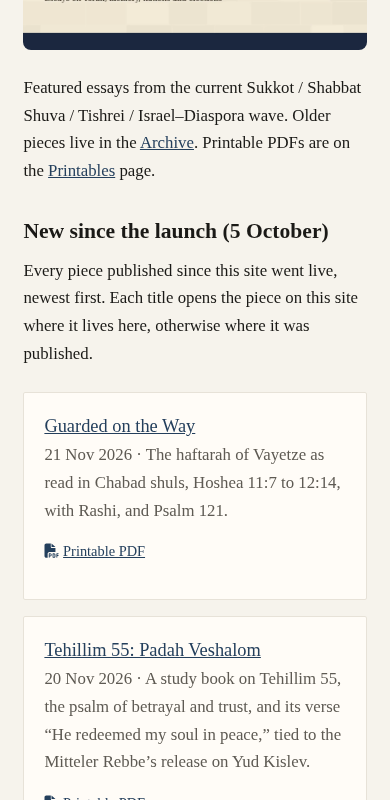 Featured essays from the current Sukkot / Shabbat
Shuva / Tishrei / Israel–Diaspora wave. Older
pieces live in the Archive. Printable PDFs are on
the Printables page.
New since the launch (5 October)
Every piece published since this site went live,
newest first. Each title opens the piece on this site
where it lives here, otherwise where it was
published.
Guarded on the Way
21 Nov 2026 · The haftarah of Vayetze as
read in Chabad shuls, Hoshea 11:7 to 12:14,
with Rashi, and Psalm 121.
PDF Printable PDF
Tehillim 55: Padah Veshalom
20 Nov 2026 · A study book on Tehillim 55,
the psalm of betrayal and trust, and its verse
“He redeemed my soul in peace,” tied to the
Mitteler Rebbe’s release on Yud Kislev.
Printable PDF